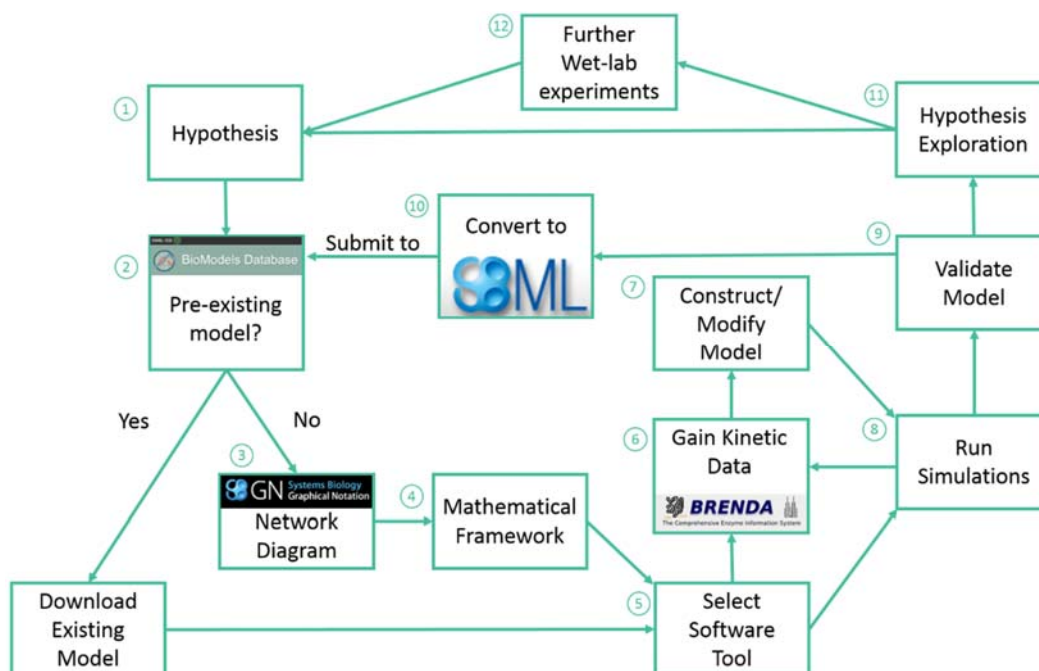 12
Further
Wet-lab
experiments
1
Hypothesis
11
Hypothesis
Exploration
2
BioModels Database
Pre-existing
model?
Submit to
10
Convert to
SBML
9
Validate
Model
7
Construct/
Modify
Model
Yes
No
3
GN Systems Biology
Graphical Notation
Network
Diagram
4
Mathematical
Framework
6
Gain Kinetic
Data
BRENDA
The Comprehensive Enzyme Information System
8
Run
Simulations
Download
Existing
Model
5
Select
Software
Tool